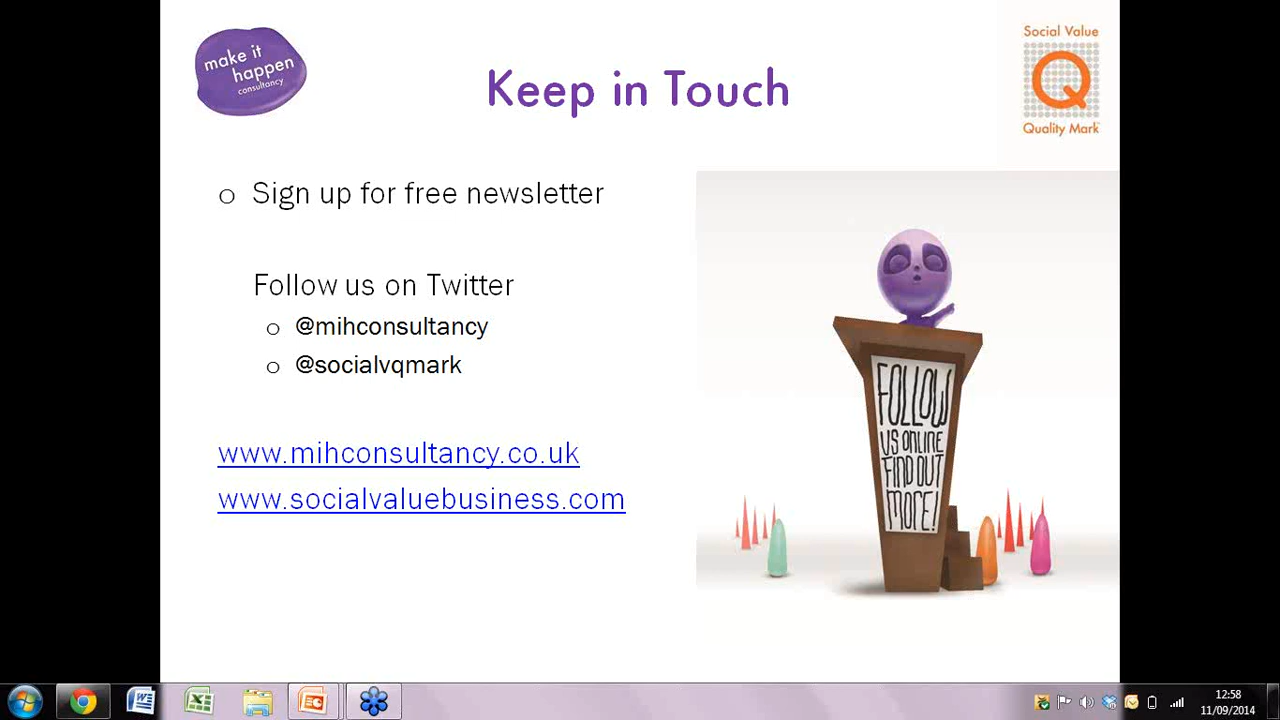 make it
happen
consultancy
Keep in Touch
Social Value
Q
Quality Mark
o Sign up for free newsletter
Follow us on Twitter
o @mihconsultancy
o @socialvqmark
www.mihconsultancy.co.uk
www.socialvaluebusiness.com
FOLLOW
US ONLINE
FIND OUT
MORE!
12:58
11/09/2014